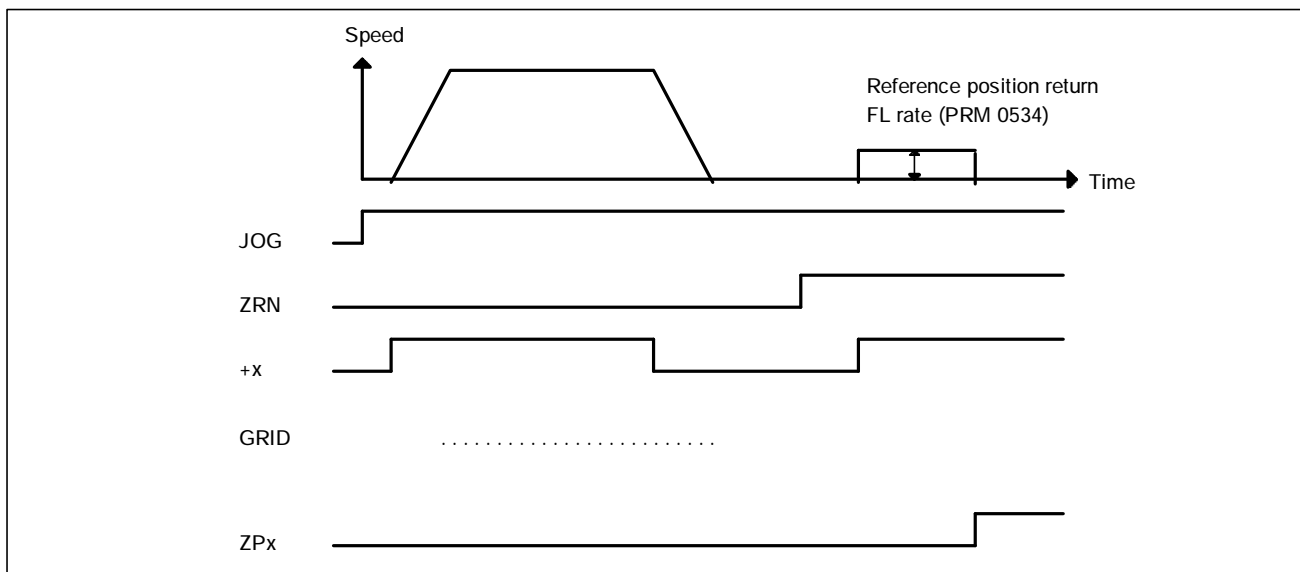 Speed
Reference position return
FL rate (PRM 0534)
Time
JOG
ZRN
+x
GRID
ZPx